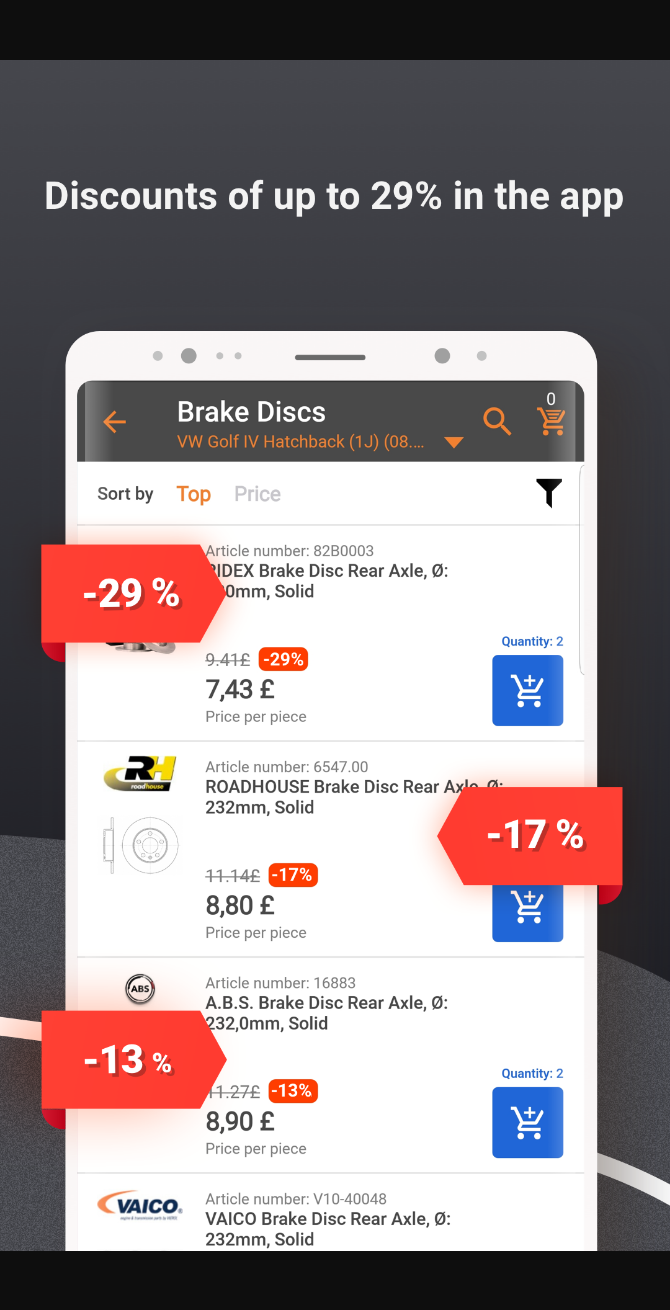 Discounts of up to 29% in the app
0
Brake Discs
VW Golf IV Hatchback (1J) (08....
Sort by Top Price
Article number: 82B0003
RIDEX Brake Disc Rear Axle, Ø:
0mm, Solid
-29 %
Quantity: 2
9.41£ -29%
7,43 £
Price per piece
RH
roadhouse
Article number: 6547.00
ROADHOUSE Brake Disc Rear Axle, Ø:
232mm, Solid
-17 %
11.14£ -17%
8,80 £
Price per piece
ABS
Article number: 16883
A.B.S. Brake Disc Rear Axle, Ø:
232,0mm, Solid
-13 %
Quantity: 2
11.27£ -13%
8,90 £
Price per piece
VAICO
Article number: V10-40048
VAICO Brake Disc Rear Axle, Ø:
232mm, Solid